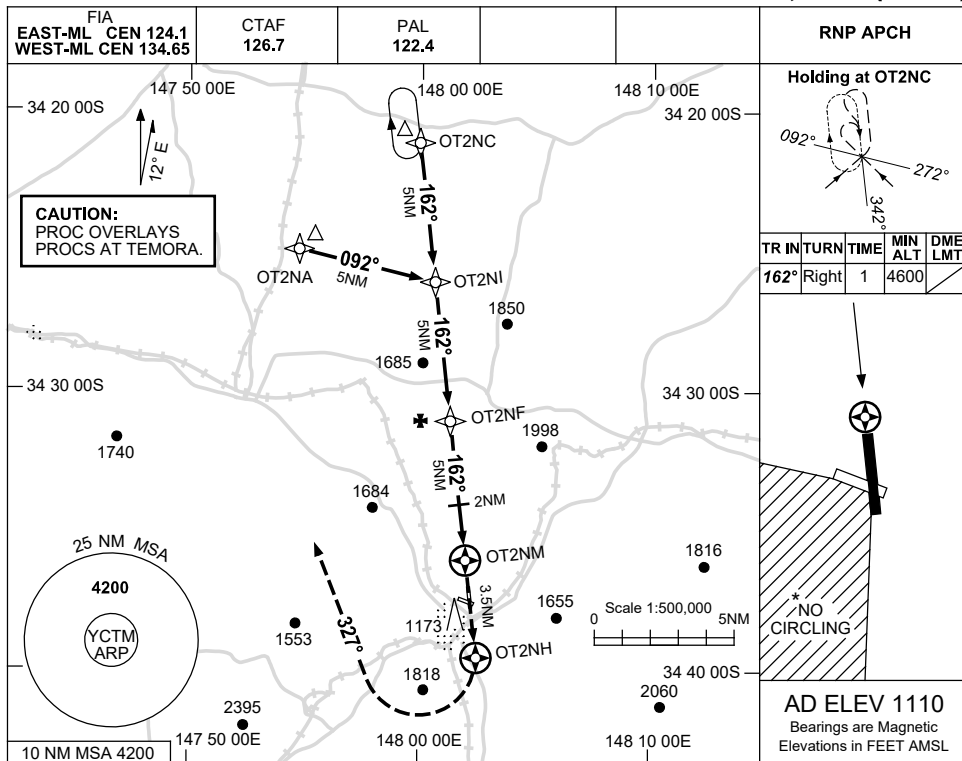 FIA
EAST-ML CEN 124.1
WEST-ML CEN 134.65
CTAF
126.7
PAL
122.4
RNP APCH
147 50 00E
148 00 00E
148 10 00E
34 20 00S
34 20 00S
12° E
OT2NC
162°
5NM
CAUTION:
PROC OVERLAYS
PROCS AT TEMORA.
092°
5NM
OT2NA
OT2NI
1850
162°
5NM
1685
34 30 00S
34 30 00S
OT2NF
1998
1740
162°
5NM
1684
2NM
25 NM MSA
4200
YCTM
ARP
OT2NM
1816
3.5NM
1655
Scale 1:500,000
0
5NM
1173
1553
327°
OT2NH
34 40 00S
1818
2395
2060
147 50 00E
148 00 00E
148 10 00E
10 NM MSA 4200
Holding at OT2NC
092°
272°
342°
TR IN TURN TIME MIN ALT DME LMT
162° Right 1 4600
*NO
CIRCLING
AD ELEV 1110
Bearings are Magnetic
Elevations in FEET AMSL